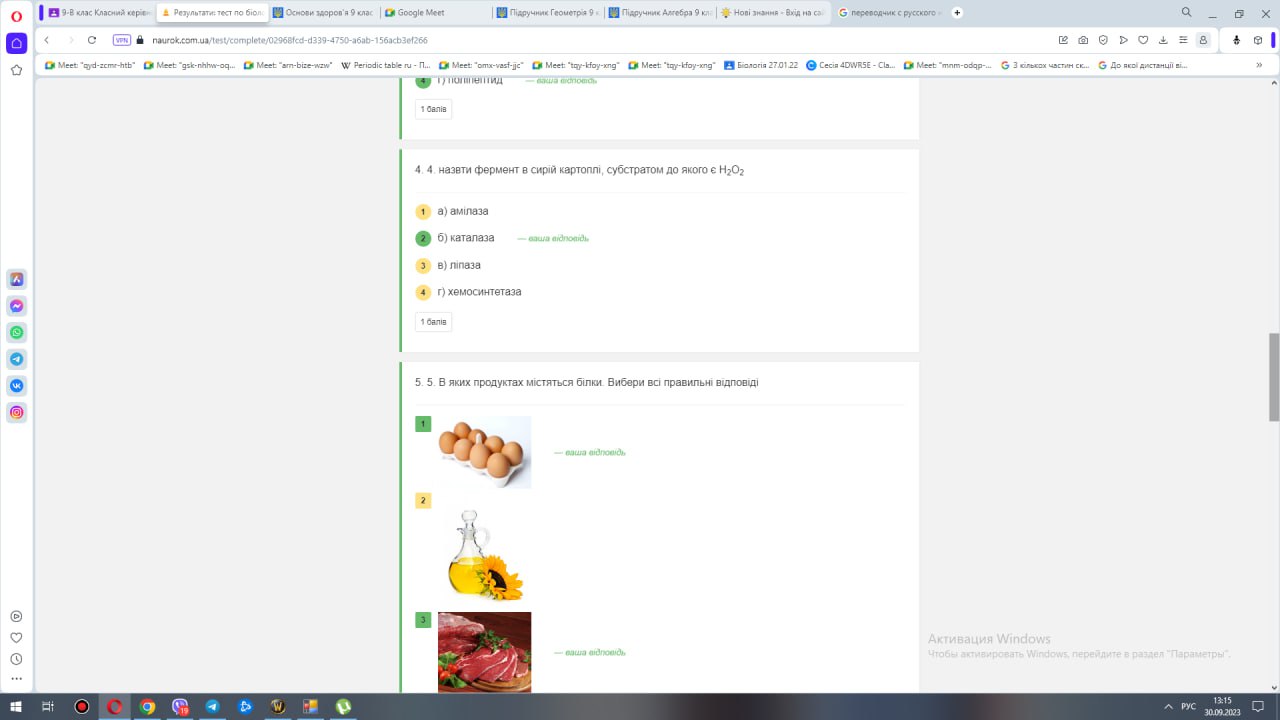 9-В клас Класний керівн
Результати тест по біоло
Основи здоров'я 9 клас
Google Meet
Підручник Геометрія 9 к
Підручник Алгебра 9 кла
Нові знання - Вхід на сай
переводчик с русского н
VPN
naurok.com.ua/test/complete/02968fcd-d339-4750-a6ab-156acb3ef266
Meet: "qyd-zcmr-htb"
Meet: "gsk-nhhw-oq...
Meet: "arn-bize-wzw"
Periodic table ru - П...
Meet: "omx-vasf-jjc"
Meet: "tqy-kfoy-xng"
Meet: "tqy-kfoy-xng"
Біологія 27.01.22
Сесія 4DWR5E - Cla...
Meet: "mnm-odqp-...
З кількох частин ск...
До якої дистанції ві...
»
4 г) поліпептид — ваша відповідь
1 балів
4. 4. назвти фермент в сирій картоплі, субстратом до якого є H₂O₂
1 а) амілаза
2 б) каталаза — ваша відповідь
3 в) ліпаза
4 г) хемосинтетаза
1 балів
5. 5. В яких продуктах містяться білки. Вибери всі правильні відповіді
1 — ваша відповідь
2
3 — ваша відповідь
Активация Windows
Чтобы активировать Windows, перейдите в раздел "Параметры".
19
РУС
13:15
30.09.2023